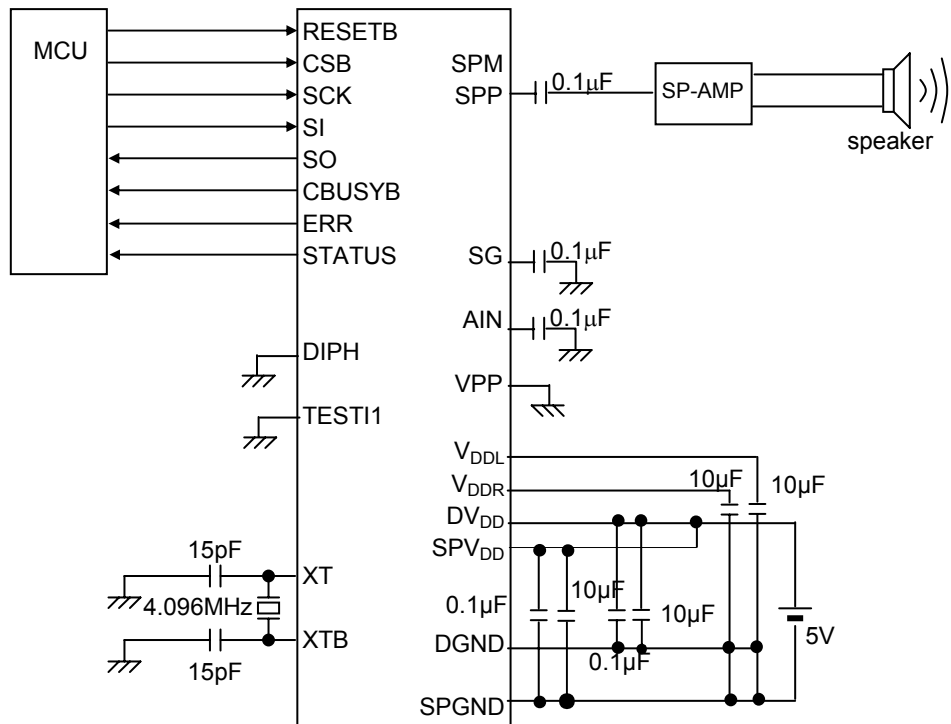 MCU
RESETB
CSB
SCK
SI
SO
CBUSYB
ERR
STATUS
DIPH
TESTI1
XT
XTB
15pF
4.096MHz
15pF
SPM
SPP
0.1μF
SP-AMP
speaker
SG
0.1μF
AIN
0.1μF
VPP
VDDL
VDDR
DVDD
SPVDD
DGND
SPGND
10μF
10μF
0.1μF
10μF
0.1μF
10μF
5V